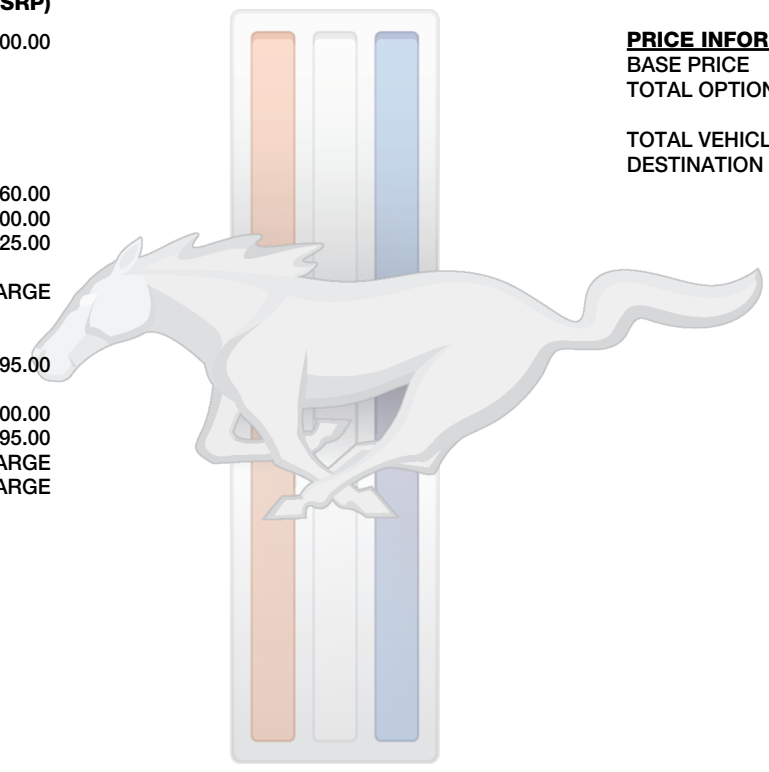 SRP)
00.00
60.00
00.00
25.00
ARGE
95.00
00.00
95.00
ARGE
ARGE
PRICE INFOR
BASE PRICE
TOTAL OPTION
TOTAL VEHICL
DESTINATION